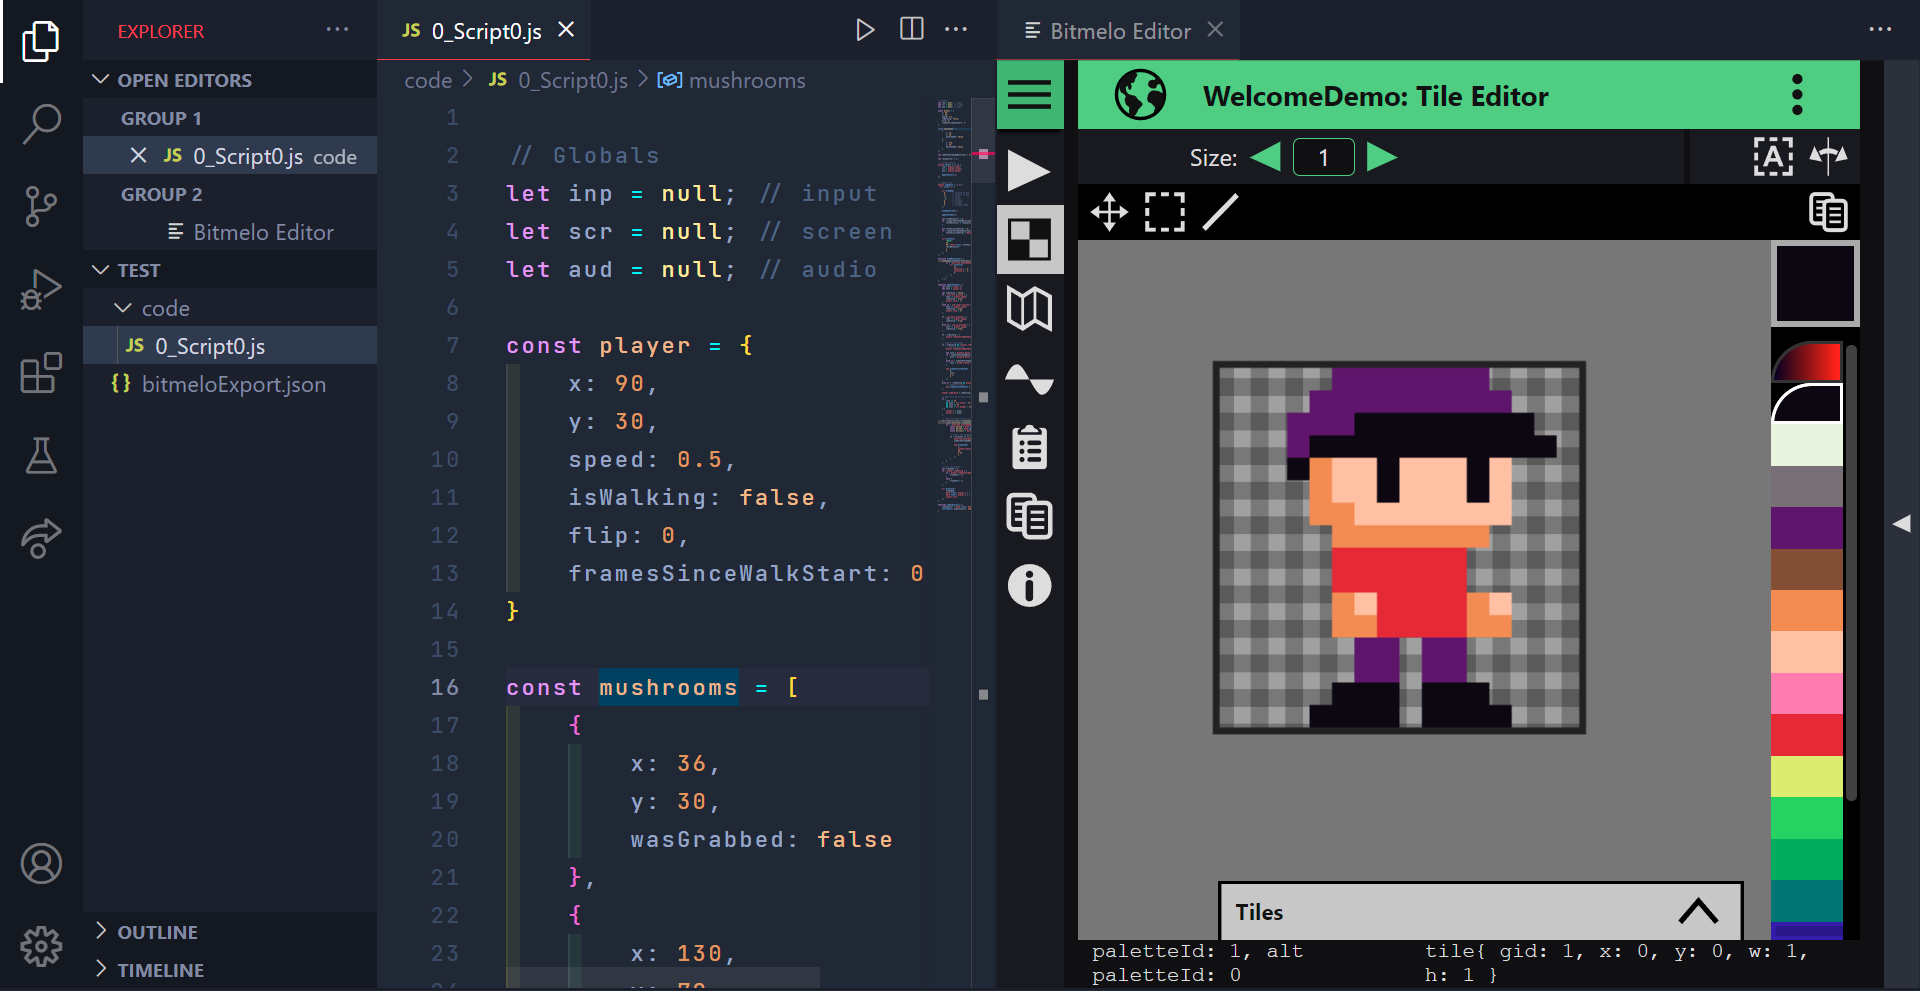 EXPLORER
OPEN EDITORS
GROUP 1
JS 0_Script0.js code
GROUP 2
Bitmelo Editor
TEST
code
JS 0_Script0.js
{} bitmeloExport.json
OUTLINE
TIMELINE
JS 0_Script0.js
code > JS 0_Script0.js > mushrooms
1
2 // Globals
3 let inp = null; // input
4 let scr = null; // screen
5 let aud = null; // audio
6
7 const player = {
8 x: 90,
9 y: 30,
10 speed: 0.5,
11 isWalking: false,
12 flip: 0,
13 framesSinceWalkStart: 0
14 }
15
16 const mushrooms = [
17 {
18 x: 36,
19 y: 30,
20 wasGrabbed: false
21 },
22 {
23 x: 130,
Bitmelo Editor
WelcomeDemo: Tile Editor
Size: 1
A
Tiles
paletteId: 1, alt
paletteId: 0
tile{ gid: 1, x: 0, y: 0, w: 1,
h: 1 }